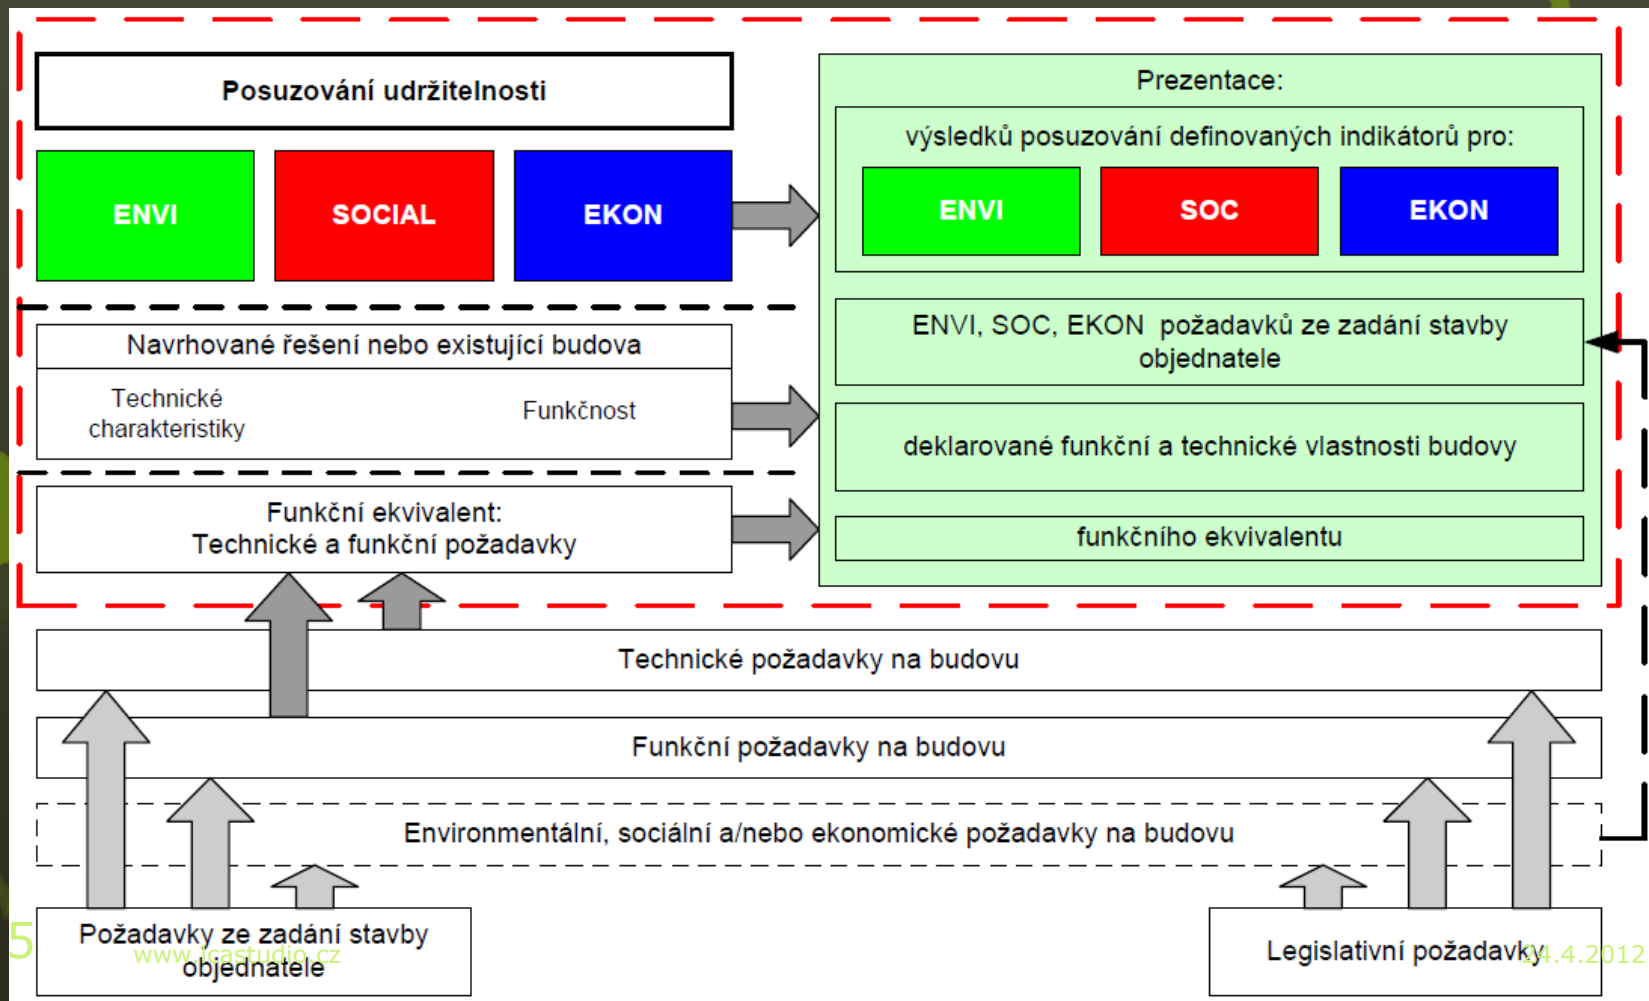 Posuzování udržitelnosti
ENVI
SOCIAL
EKON
Navrhované řešení nebo existující budova
Technické
charakteristiky
Funkčnost
Funkční ekvivalent:
Technické a funkční požadavky
Prezentace:
výsledků posuzování definovaných indikátorů pro:
ENVI
SOC
EKON
ENVI, SOC, EKON požadavků ze zadání stavby
objednatele
deklarované funkční a technické vlastnosti budovy
funkčního ekvivalentu
Technické požadavky na budovu
Funkční požadavky na budovu
Environmentální, sociální a/nebo ekonomické požadavky na budovu
Požadavky ze zadání stavby
objednatele
Legislativní požadavky
5
www.lcastudio.cz
24.4.2012